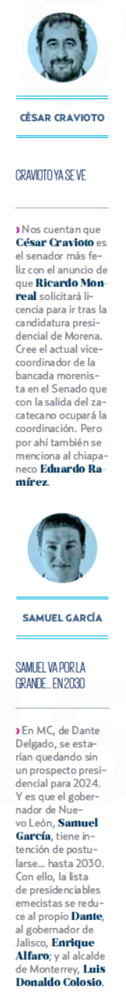 CÉSAR CRAVIOTO
CRAVIOTO YA SE VE
› Nos cuentan que
César Cravioto es
el senador más fe-
liz con el anuncio de
que Ricardo Mon-
real solicitará li-
cencia para ir tras la
candidatura presi-
dencial de Morena.
Cree el actual vice-
coordinador de la
bancada morenis-
ta en el Senado que
con la salida del za-
catecano ocupará la
coordinación. Pero
por ahí también se
menciona al chiapa-
neco Eduardo Ra-
mírez.
SAMUEL GARCÍA
SAMUEL VA POR LA
GRANDE... EN 2030
› En MC, de Dante
Delgado, se esta-
rían quedando sin
un prospecto presi-
dencial para 2024.
Y es que el gober-
nador de Nue-
vo León, Samuel
García, tiene in-
tención de postu-
larse... hasta 2030.
Con ello, la lista
de presidenciables
emecistas se redu-
ce al propio Dante,
al gobernador de
Jalisco, Enrique
Alfaro; y al alcalde
de Monterrey, Luis
Donaldo Colosio.